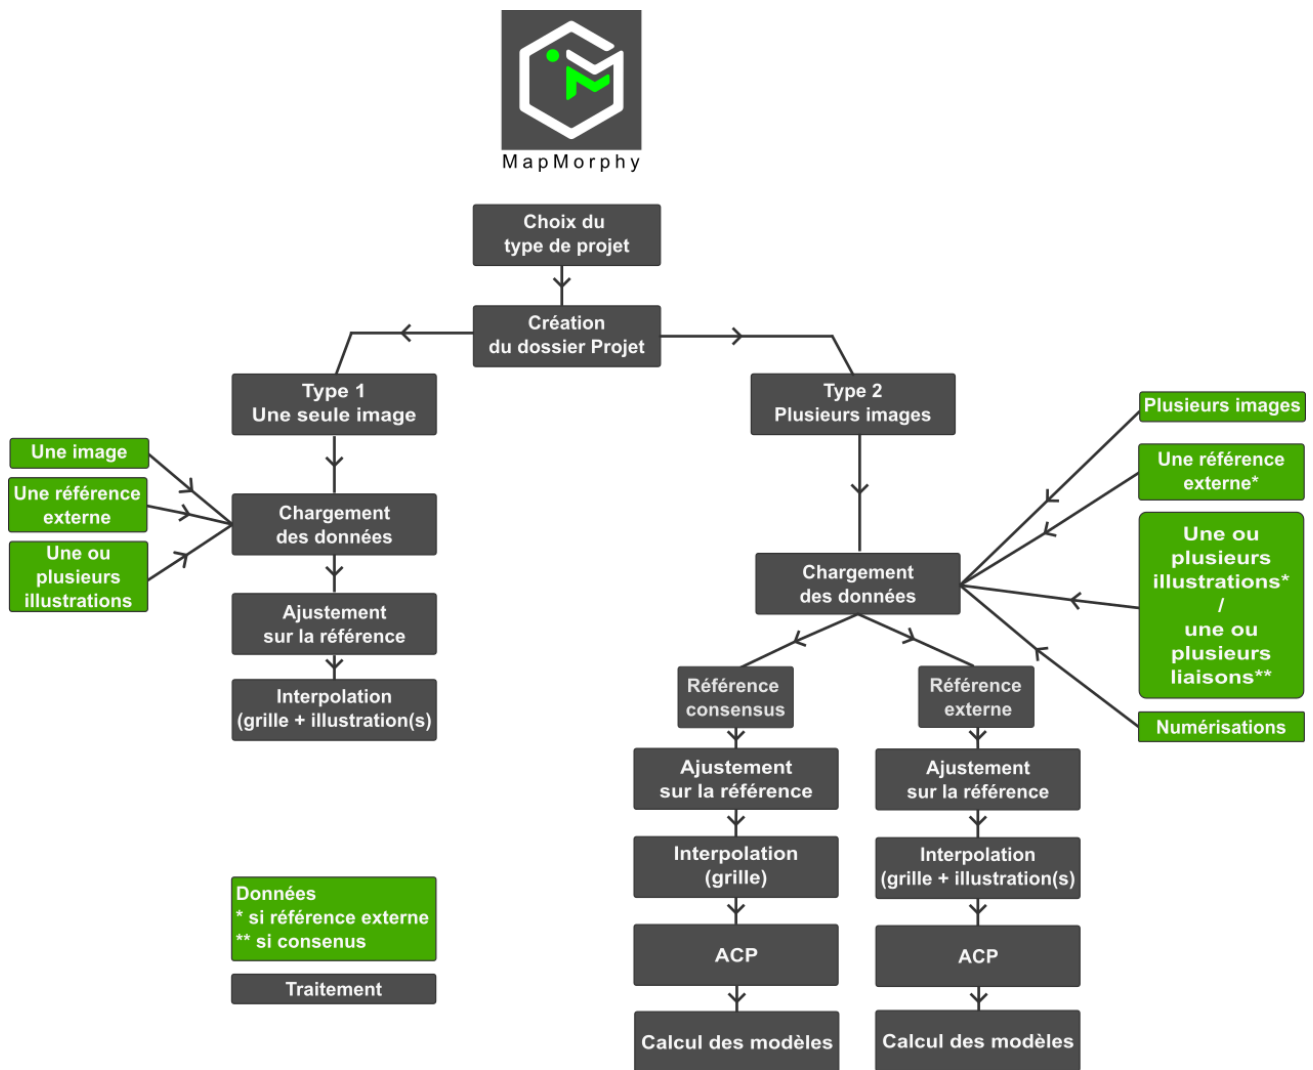 MapMorphy
Choix du
type de projet
Création
du dossier Projet
Type 1
Une seule image
Type 2
Plusieurs images
Une image
Une référence
externe
Une ou
plusieurs
illustrations
Chargement
des données
Ajustement
sur la référence
Interpolation
(grille + illustration(s)
Plusieurs images
Une référence
externe*
Une ou
plusieurs
illustrations*
/
une ou
plusieurs
liaisons**
Numérisations
Chargement
des données
Référence
consensus
Ajustement
sur la référence
Interpolation
(grille)
ACP
Calcul des modèles
Référence
externe
Ajustement
sur la référence
Interpolation
(grille + illustration(s)
ACP
Calcul des modèles
Données
* si référence externe
** si consenus
Traitement